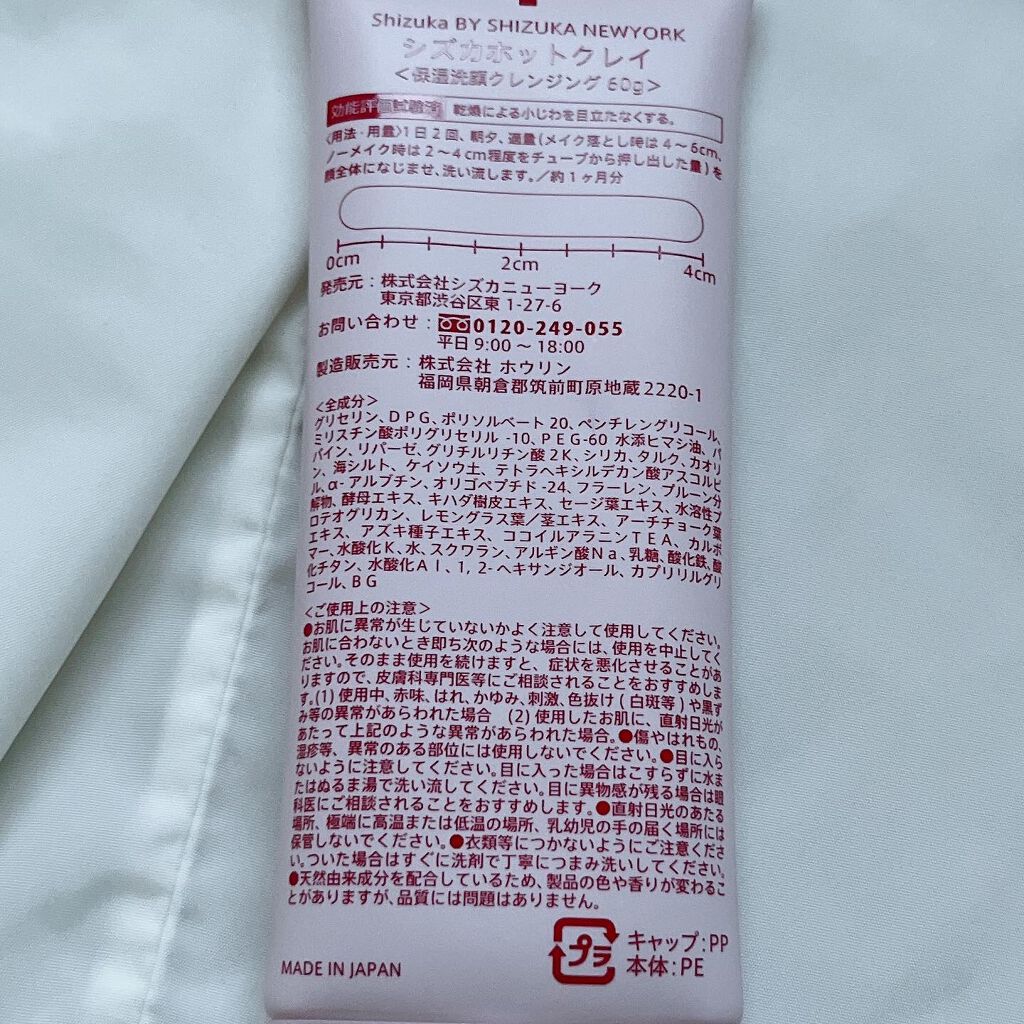 Shizuka BY SHIZUKA NEWYORK
シズカホットクレイ
＜保湿洗顔クレンジング 60g＞
効能評価試験済 乾燥による小じわを目立たなくする。
〈用法・用量〉1日2回、朝夕、適量(メイク落とし時は4～6cm、
ノーメイク時は2～4cm程度をチューブから押し出した量)を
顔全体になじませ、洗い流します。／約1ヶ月分
0cm 2cm 4cm
発売元：株式会社シズカニューヨーク
東京都渋谷区東1-27-6
お問い合わせ：0120-249-055
平日 9:00 ～ 18:00
製造販売元：株式会社 ホウリン
福岡県朝倉郡筑前町原地蔵2220-1
＜全成分＞
グリセリン、DPG、ポリソルベート20、ペンチレングリコール、
ミリスチン酸ポリグリセリル-10、PEG-60 水添ヒマシ油、パ
パイン、リパーゼ、グリチルリチン酸2K、シリカ、タルク、カオリ
ン、海シルト、ケイソウ土、テトラヘキシルデカン酸アスコルビ
ル、α-アルブチン、オリゴペプチド-24、フラーレン、プルーン分
解物、酵母エキス、キハダ樹皮エキス、セージ葉エキス、水溶性プ
ロテオグリカン、レモングラス葉／茎エキス、アーチチョーク葉
エキス、アズキ種子エキス、ココイルアラニンTEA、カルボ
マー、水酸化K、水、スクワラン、アルギン酸Na、乳糖、酸化鉄、酸
化チタン、水酸化Al、1,2-ヘキサンジオール、カプリリルグリ
コール、BG
＜ご使用上の注意＞
●お肌に異常が生じていないかよく注意して使用してください。
お肌に合わないとき即ち次のような場合には、使用を中止してく
ださい。そのまま使用を続けますと、症状を悪化させることがあ
りますので、皮膚科専門医等にご相談されることをおすすめしま
す。(1)使用中、赤味、はれ、かゆみ、刺激、色抜け(白斑等)や黒ず
み等の異常があらわれた場合 (2)使用したお肌に、直射日光が
あたって上記のような異常があらわれた場合。●傷やはれもの、
湿疹等、異常のある部位には使用しないでください。●目に入ら
ないように注意してください。目に入った場合はこすらずに水ま
たはぬるま湯で洗い流してください。目に異物感が残る場合は眼
科医にご相談されることをおすすめします。●直射日光のあたる
場所、極端に高温または低温の場所、乳幼児の手の届く場所には
保管しないでください。●衣類等につかないようにご注意くださ
い。ついた場合はすぐに洗剤で丁寧につまみ洗いしてください。
●天然由来成分を配合しているため、製品の色や香りが変わるこ
とがありますが、品質には問題はありません。
プラ キャップ：PP
本体：PE
MADE IN JAPAN